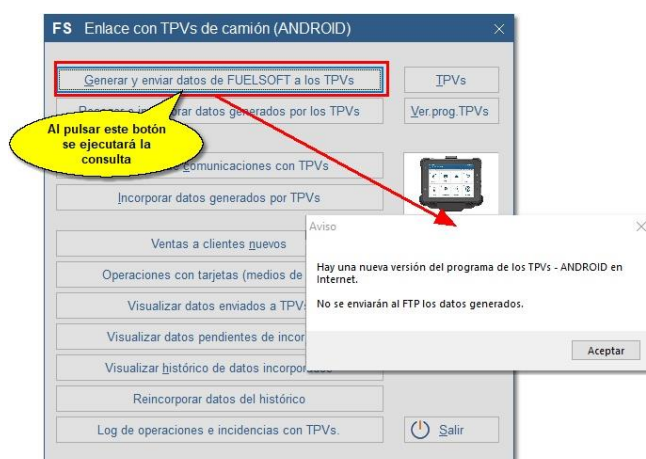 FS Enlace con TPVs de camión (ANDROID)
Generar y enviar datos de FUELSOFT a los TPVs
TPVs
rar datos generados por los TPVs
Ver.prog.TPVs
Al pulsar este botón
se ejecutará la
consulta
comunicaciones con TPVs
Incorporar datos generados por TPVs
Ventas a clientes nuevos
Operaciones con tarjetas (medios de
Visualizar datos enviados a TPV
Visualizar datos pendientes de incor
Visualizar histórico de datos incorpo
Reincorporar datos del histórico
Log de operaciones e incidencias con TPVs.
Salir
Aviso
Hay una nueva versión del programa de los TPVs - ANDROID en
Internet.
No se enviarán al FTP los datos generados.
Aceptar